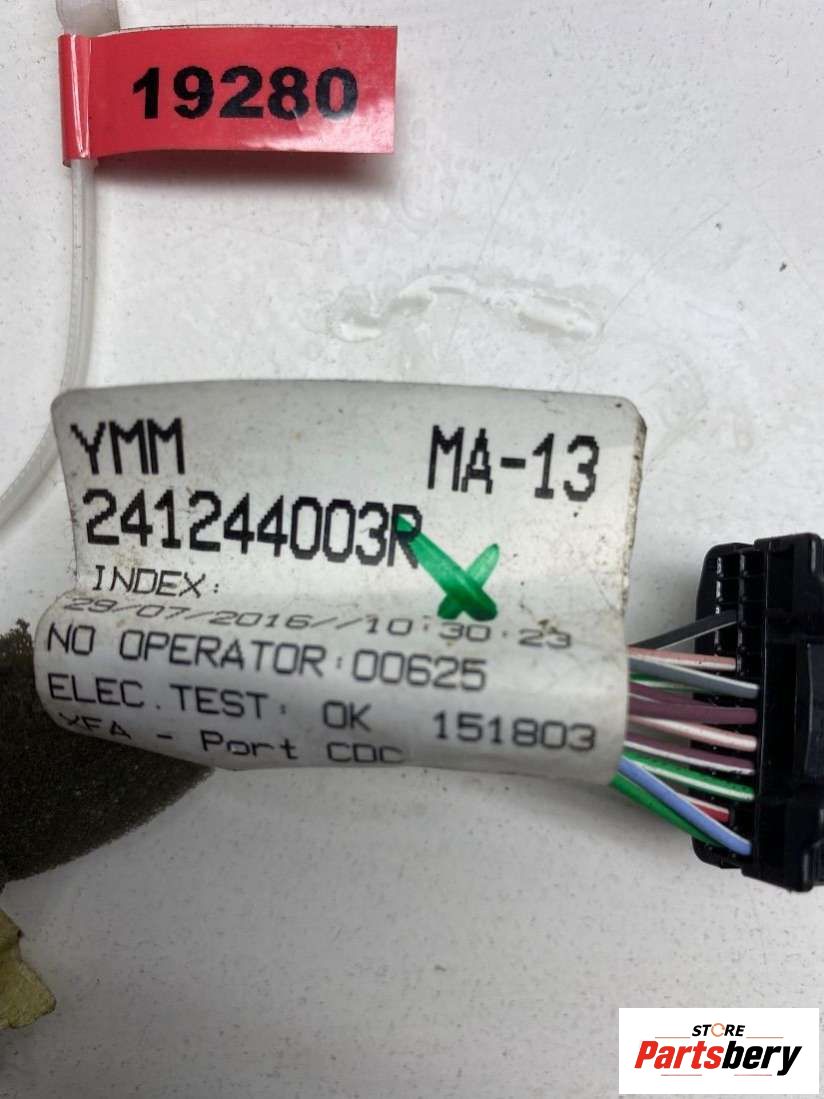 19280
YMM MA-13
241244003R
INDEX:
29/07/2016//10:30:23
NO OPERATOR:00625
ELEC.TEST: OK 151803
XFA - Port CDC
STORE
Partsbery